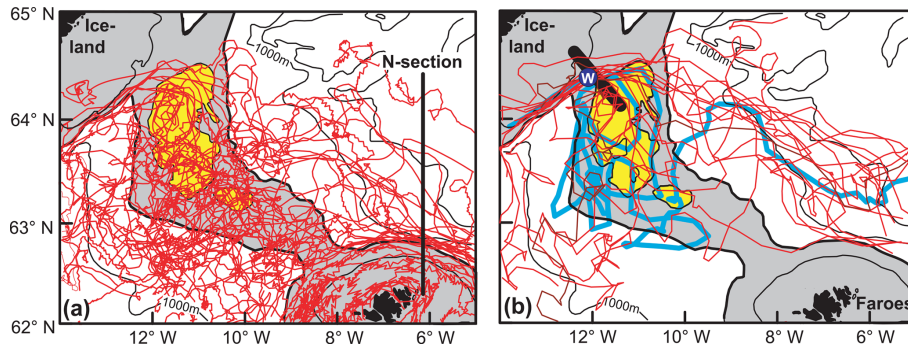 65° N
Ice-
land
1000m
N-section
64° N
63° N
1000m
(a)
62° N
12° W
10° W
8° W
6° W
Ice-
land
1000m
W
1000m
(b)
Faroes
12° W
10° W
8° W
6° W